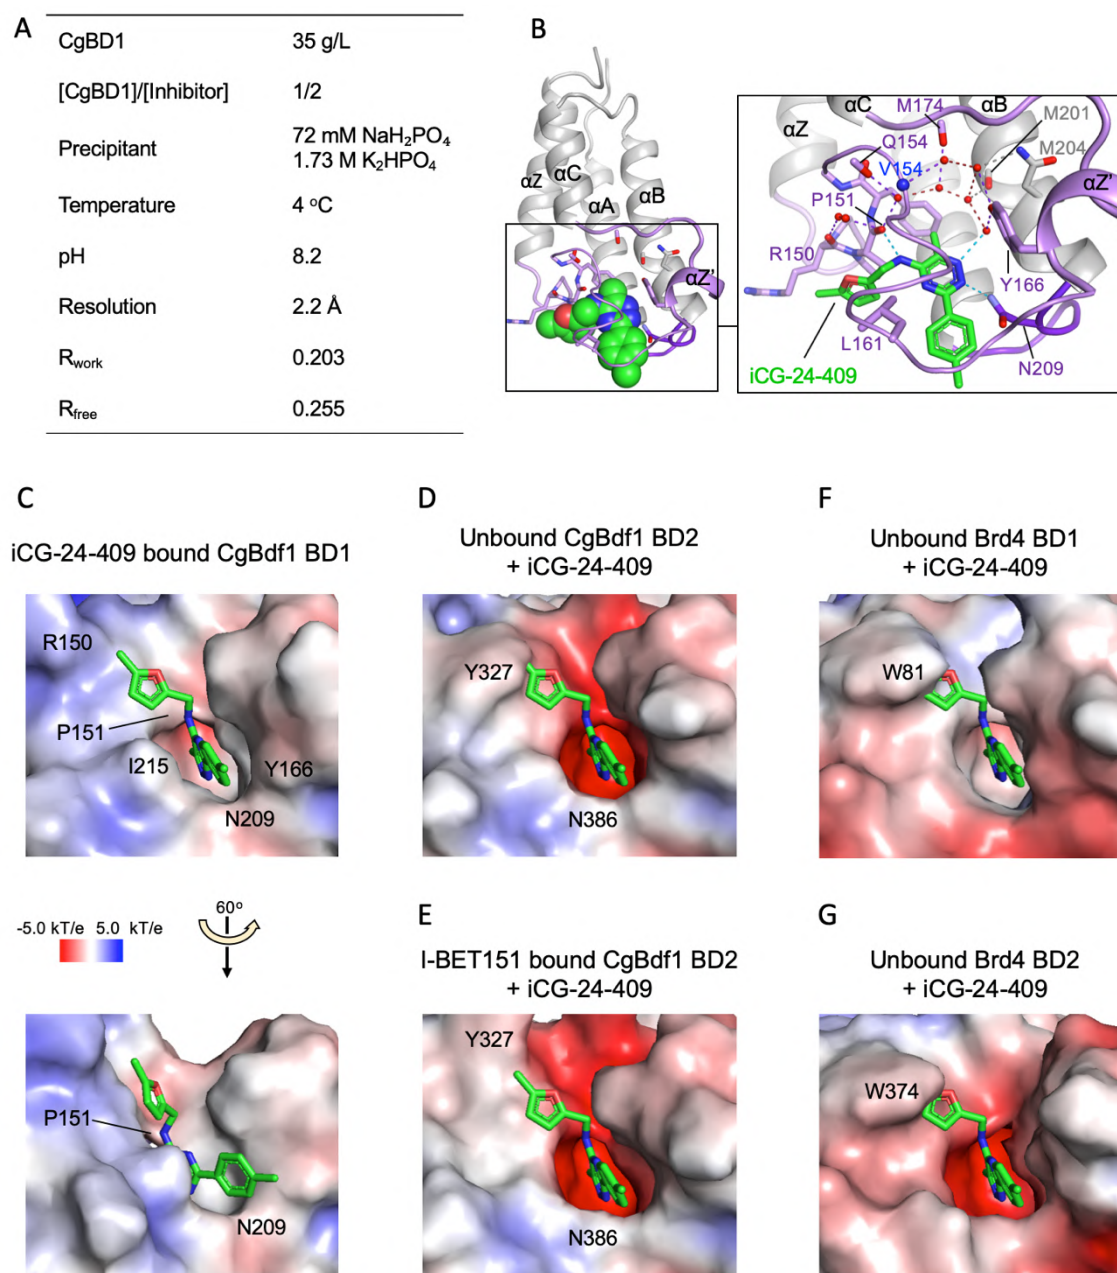 A
CgBD1 35 g/L
[CgBD1]/[Inhibitor] 1/2
Precipitant 72 mM NaH₂PO₄
1.73 M K₂HPO₄
Temperature 4 °C
pH 8.2
Resolution 2.2 Å
Rwork 0.203
Rfree 0.255
B
αZ
αC
αA
αB
αZ'
αZ
αC
M174
αB
M201
Q154
M204
V154
αZ'
P151
R150
Y166
L161
N209
iCG-24-409
C
iCG-24-409 bound CgBdf1 BD1
R150
P151
I215
Y166
N209
-5.0 kT/e 5.0 kT/e
60°
P151
N209
D
Unbound CgBdf1 BD2
+ iCG-24-409
Y327
N386
E
I-BET151 bound CgBdf1 BD2
+ iCG-24-409
Y327
N386
F
Unbound Brd4 BD1
+ iCG-24-409
W81
G
Unbound Brd4 BD2
+ iCG-24-409
W374